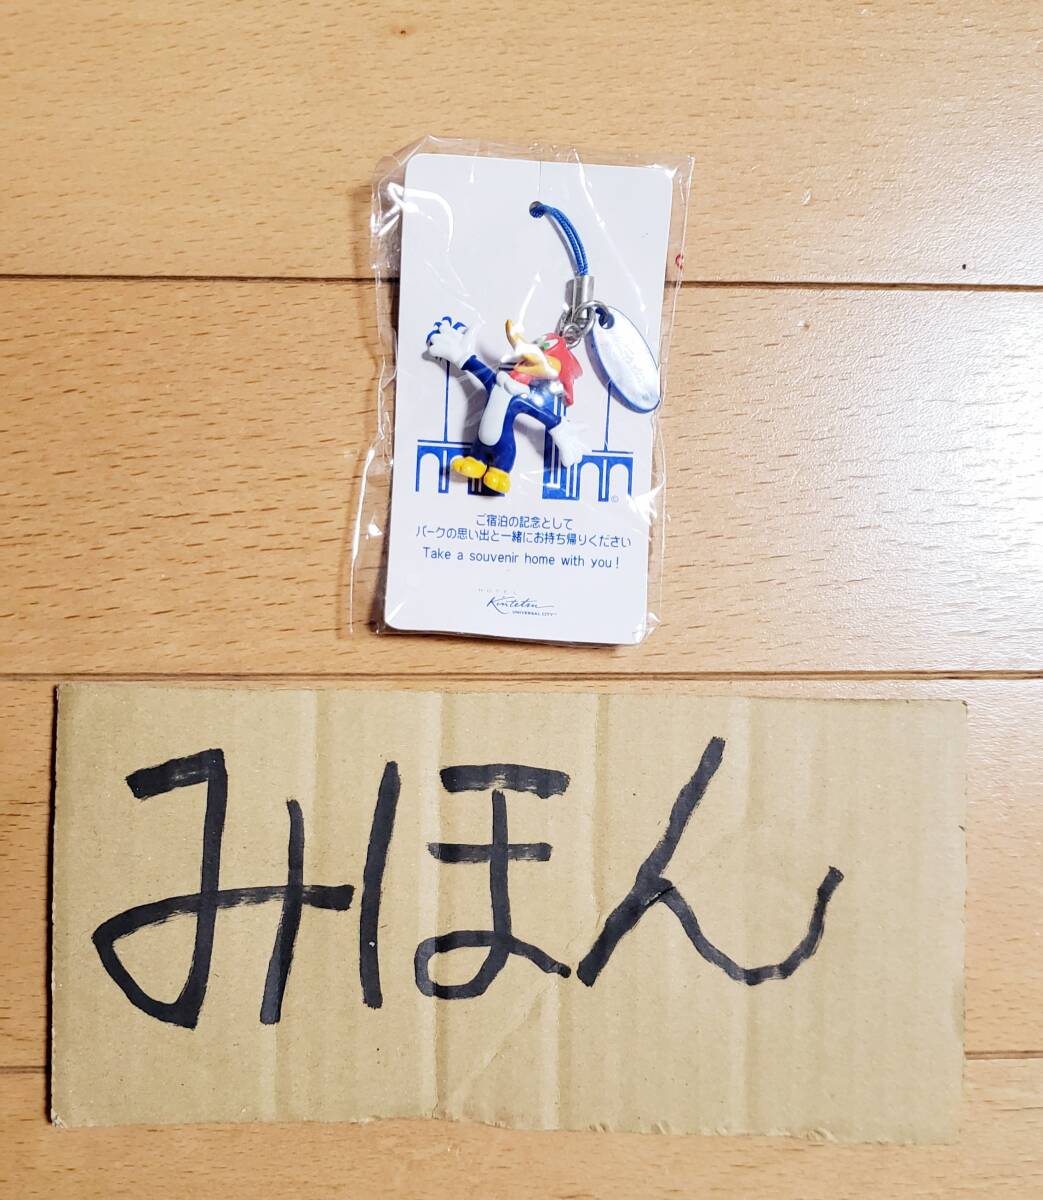 ご宿泊の記念として
パークの思い出と一緒にお持ち帰りください
Take a souvenir home with you!
HOTEL
Kintetsu
UNIVERSAL CITY
みほん